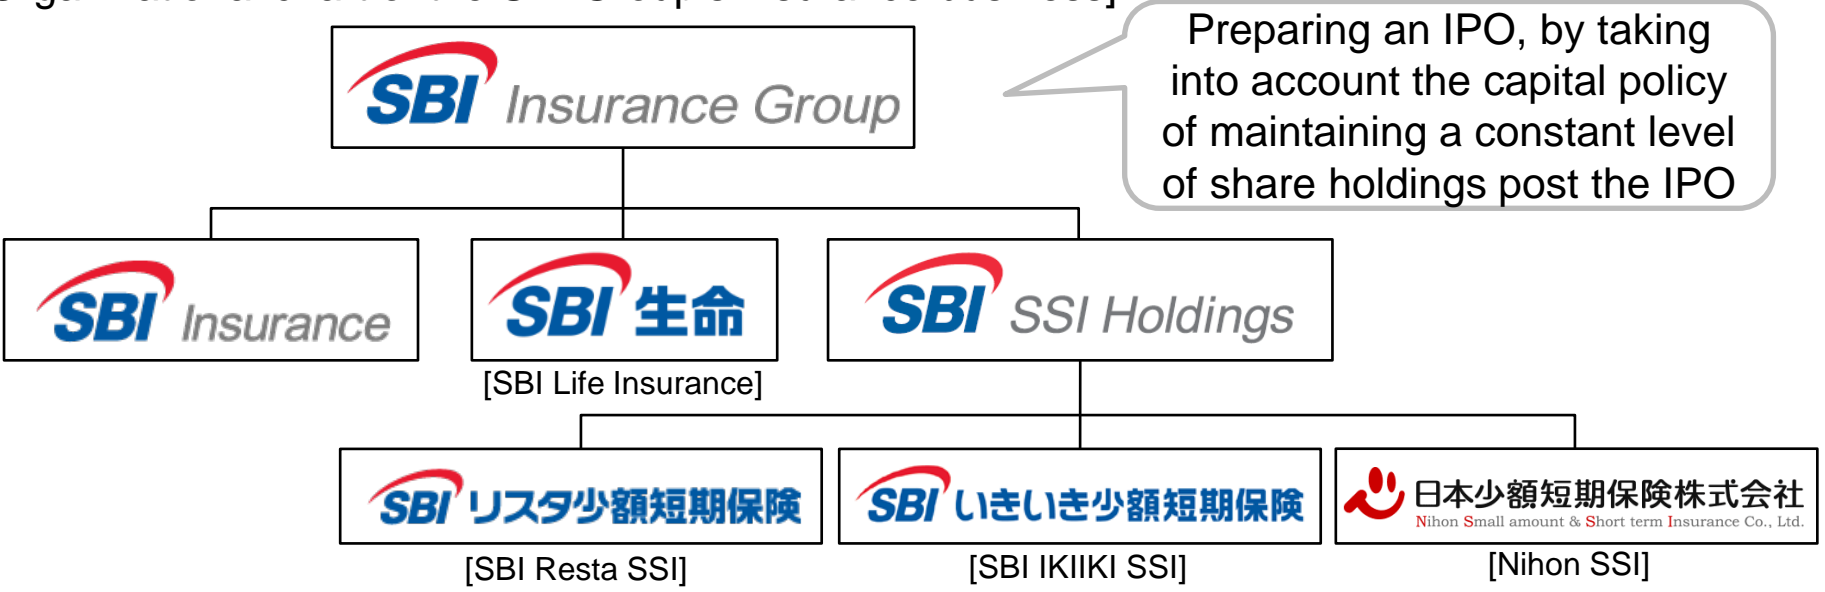 Preparing an IPO, by taking
into account the capital policy
of maintaining a constant level
of share holdings post the IPO
SBI Insurance Group
SBI Insurance
SBI 生命
SBI SSI Holdings
[SBI Life Insurance]
SBI リスタ少額短期保険
SBI いきいき少額短期保険
日本少額短期保険株式会社
Nihon Small amount & Short term Insurance Co., Ltd.
[SBI Resta SSI]
[SBI IKIIKI SSI]
[Nihon SSI]